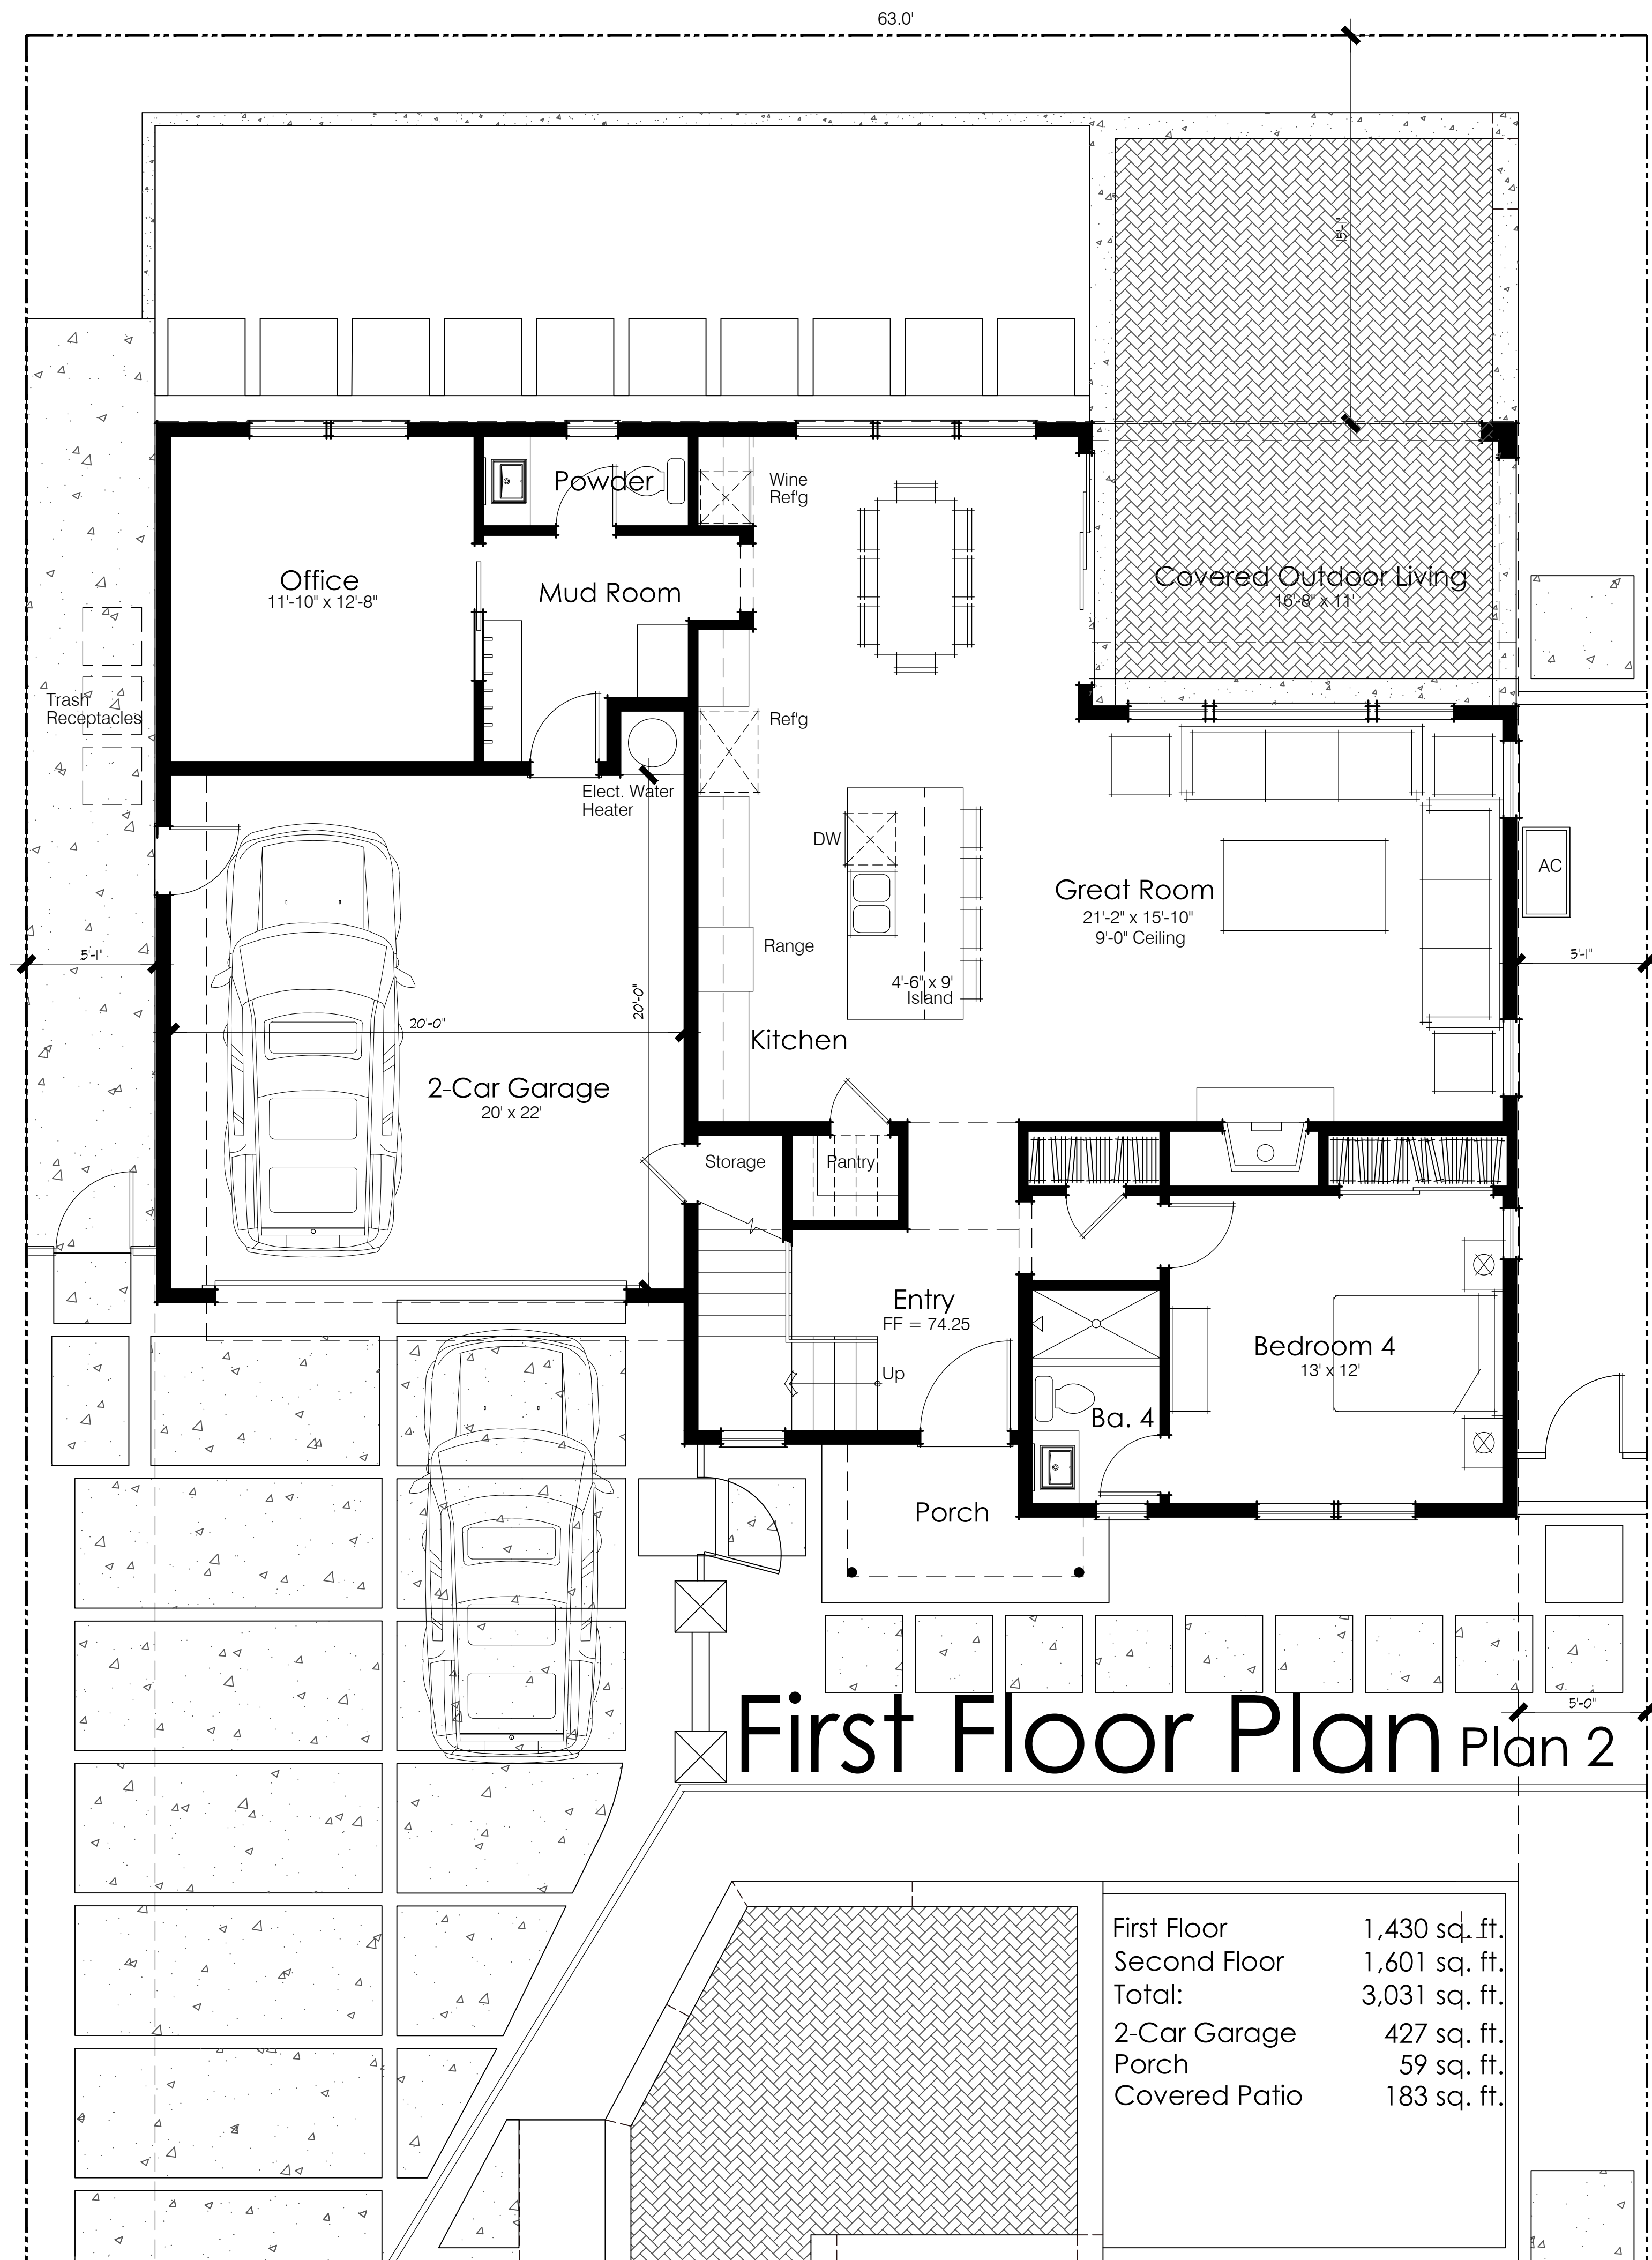 63.0'
15'-1"
Wine
Ref'g
Powder
Office
11'-10" x 12'-8"
Mud Room
Covered Outdoor Living
16'-8" x 11'
Trash
Receptacles
Ref'g
Elect. Water
Heater
DW
AC
Great Room
21'-2" x 15'-10"
9'-0" Ceiling
Range
5'-1"
5'-1"
4'-6" x 9'
Island
20'-0"
20'-0"
Kitchen
2-Car Garage
20' x 22'
Storage
Pantry
Entry
FF = 74.25
Bedroom 4
13' x 12'
Up
Ba. 4
Porch
5'-0"
First Floor Plan Plan 2
First Floor 1,430 sq. ft.
Second Floor 1,601 sq. ft.
Total: 3,031 sq. ft.
2-Car Garage 427 sq. ft.
Porch 59 sq. ft.
Covered Patio 183 sq. ft.